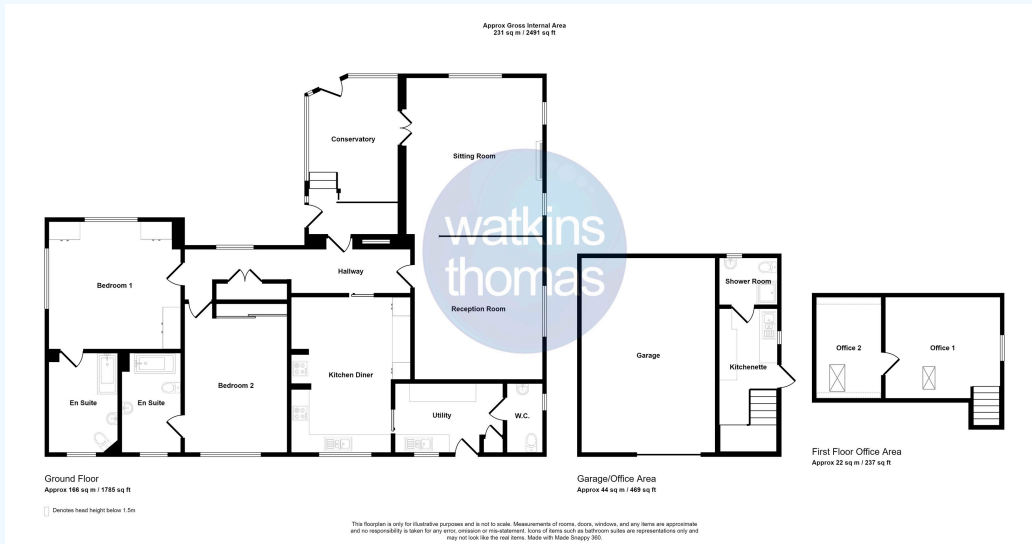 Approx Gross Internal Area
231 sq m / 2491 sq ft
Conservatory
Sitting Room
watkins
thomas
Hallway
Bedroom 1
Reception Room
Shower Room
Kitchen Diner
Bedroom 2
En Suite
En Suite
Utility
W.C.
Garage
Kitchenette
Office 2
Office 1
Ground Floor
Approx 166 sq m / 1785 sq ft
Denotes head height below 1.5m
Garage/Office Area
Approx 44 sq m / 469 sq ft
First Floor Office Area
Approx 22 sq m / 237 sq ft
This floorplan is only for illustrative purposes and is not to scale. Measurements of rooms, doors, windows, and any items are approximate
and no responsibility is taken for any error, omission or mis-statement. Icons of items such as bathroom suites are representations only and
may not look like the real items. Made with Made Snappy 360.